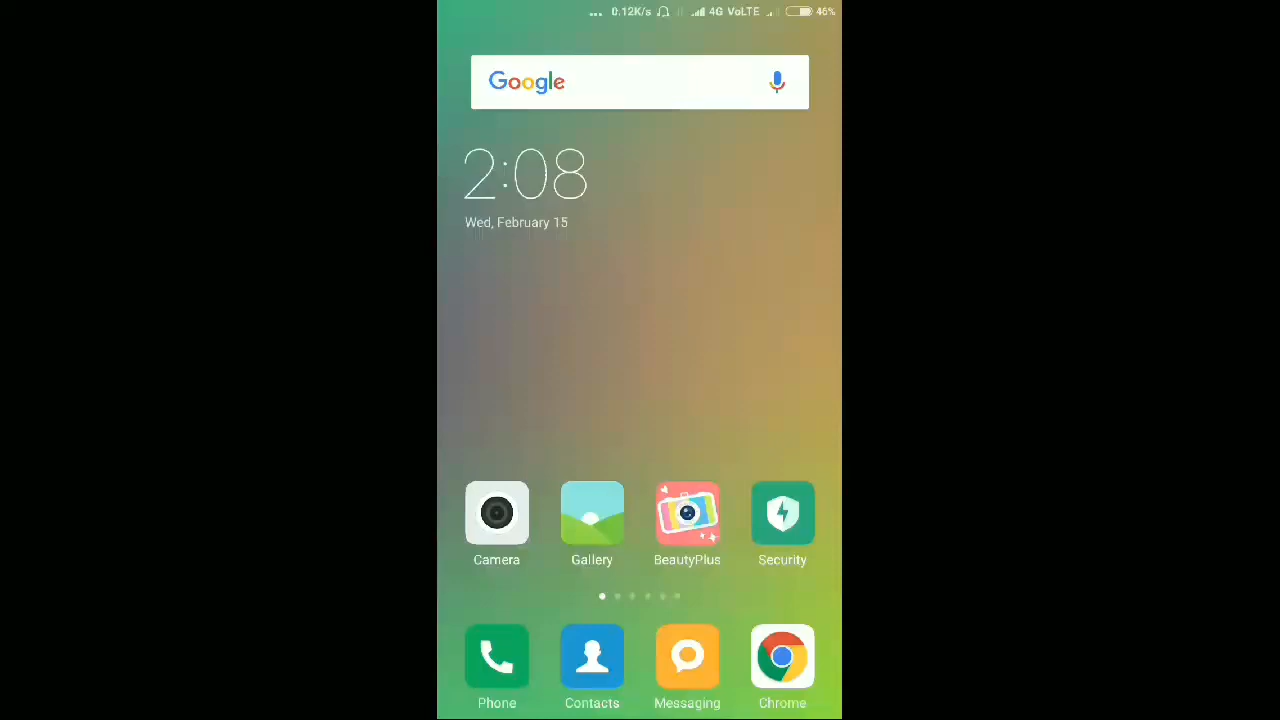 ... 0.12K/s 4G VoLTE 46%
Google
2:08
Wed, February 15
Camera Gallery BeautyPlus Security
Phone Contacts Messaging Chrome